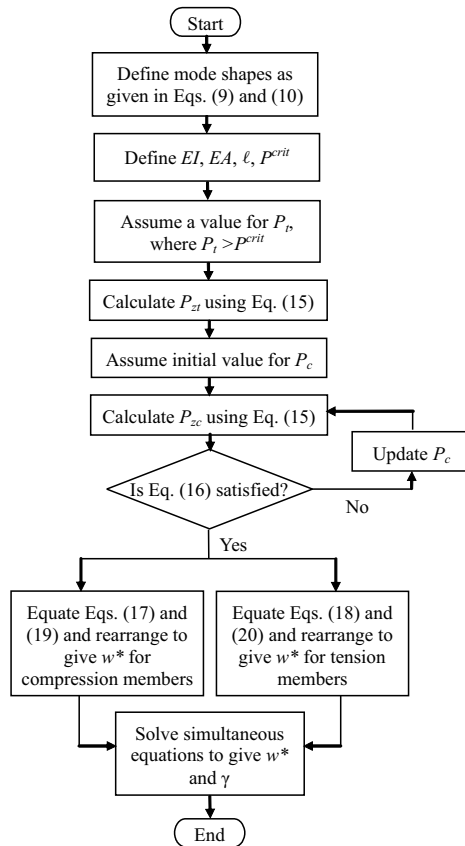 Start
Define mode shapes as
given in Eqs. (9) and (10)
Define EI, EA, ℓ, P^crit
Assume a value for P_t,
where P_t >P^crit
Calculate P_zt using Eq. (15)
Assume initial value for P_c
Calculate P_zc using Eq. (15)
Update P_c
Is Eq. (16) satisfied?
No
Yes
Equate Eqs. (17) and
(19) and rearrange to
give w* for
compression members
Equate Eqs. (18) and
(20) and rearrange to
give w* for tension
members
Solve simultaneous
equations to give w*
and γ
End